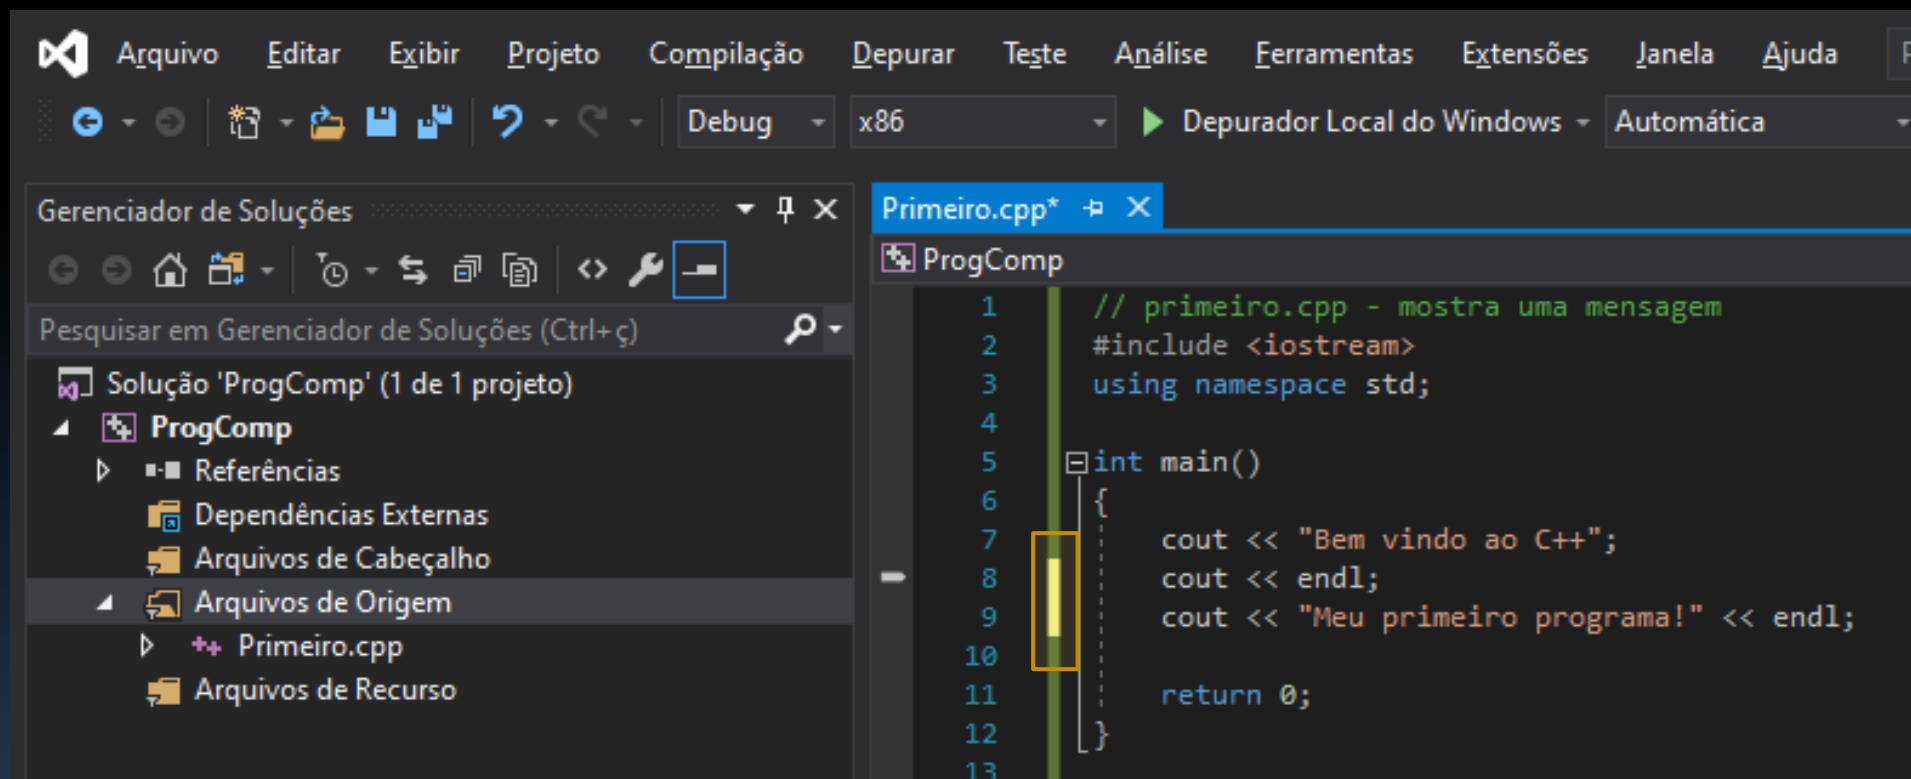 Arquivo Editar Exibir Projeto Compilação Depurar Teste Análise Ferramentas Extensões Janela Ajuda
Debug x86 Depurador Local do Windows Automática
Gerenciador de Soluções
Pesquisar em Gerenciador de Soluções (Ctrl+ç)
Solução 'ProgComp' (1 de 1 projeto)
ProgComp
Referências
Dependências Externas
Arquivos de Cabeçalho
Arquivos de Origem
Primeiro.cpp
Arquivos de Recurso
Primeiro.cpp*
ProgComp
1 // primeiro.cpp - mostra uma mensagem
2 #include <iostream>
3 using namespace std;
4
5 int main()
6 {
7 cout << "Bem vindo ao C++";
8 cout << endl;
9 cout << "Meu primeiro programa!" << endl;
10
11 return 0;
12 }
13